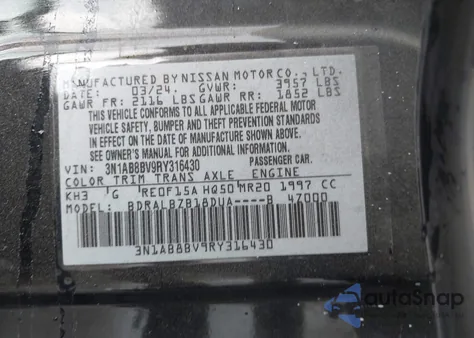 MANUFACTURED BY NISSAN MOTOR CO., LTD.
DATE: 03/24 GVWR: 3957 LBS
GAWR FR: 2116 LBS GAWR RR: 1852 LBS
THIS VEHICLE CONFORMS TO ALL APPLICABLE FEDERAL MOTOR
VEHICLE SAFETY, BUMPER AND THEFT PREVENTION STANDARDS
IN EFFECT ON THE DATE OF MANUFACTURE SHOWN ABOVE.
SEE OWNER'S MANUAL FOR ADDITIONAL INFORMATION.
VIN: 3N1AB8BV9RY316430 PASSENGER CAR.
COLOR TRIM TRANS AXLE ENGINE
KH3 G RE0F15A HQ50 MR20 1997 CC
MODEL: BDRALBZB18DUA----B 47000
3N1AB8BV9RY316430
autoSnap